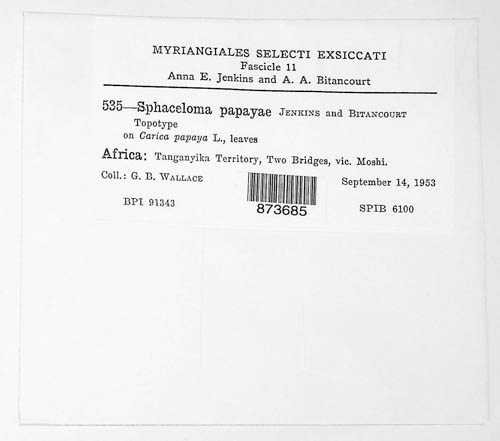 MYRIANGIALES SELECTI EXSICCATI
Fascicle 11
Anna E. Jenkins and A. A. Bitancourt
535—Sphaceloma papayae JENKINS and BITANCOURT
Topotype
on Carica papaya L., leaves
Africa: Tanganyika Territory, Two Bridges, vic. Moshi.
Coll.: G. B. WALLACE
September 14, 1953
BPI 91343
873685
SPIB 6100